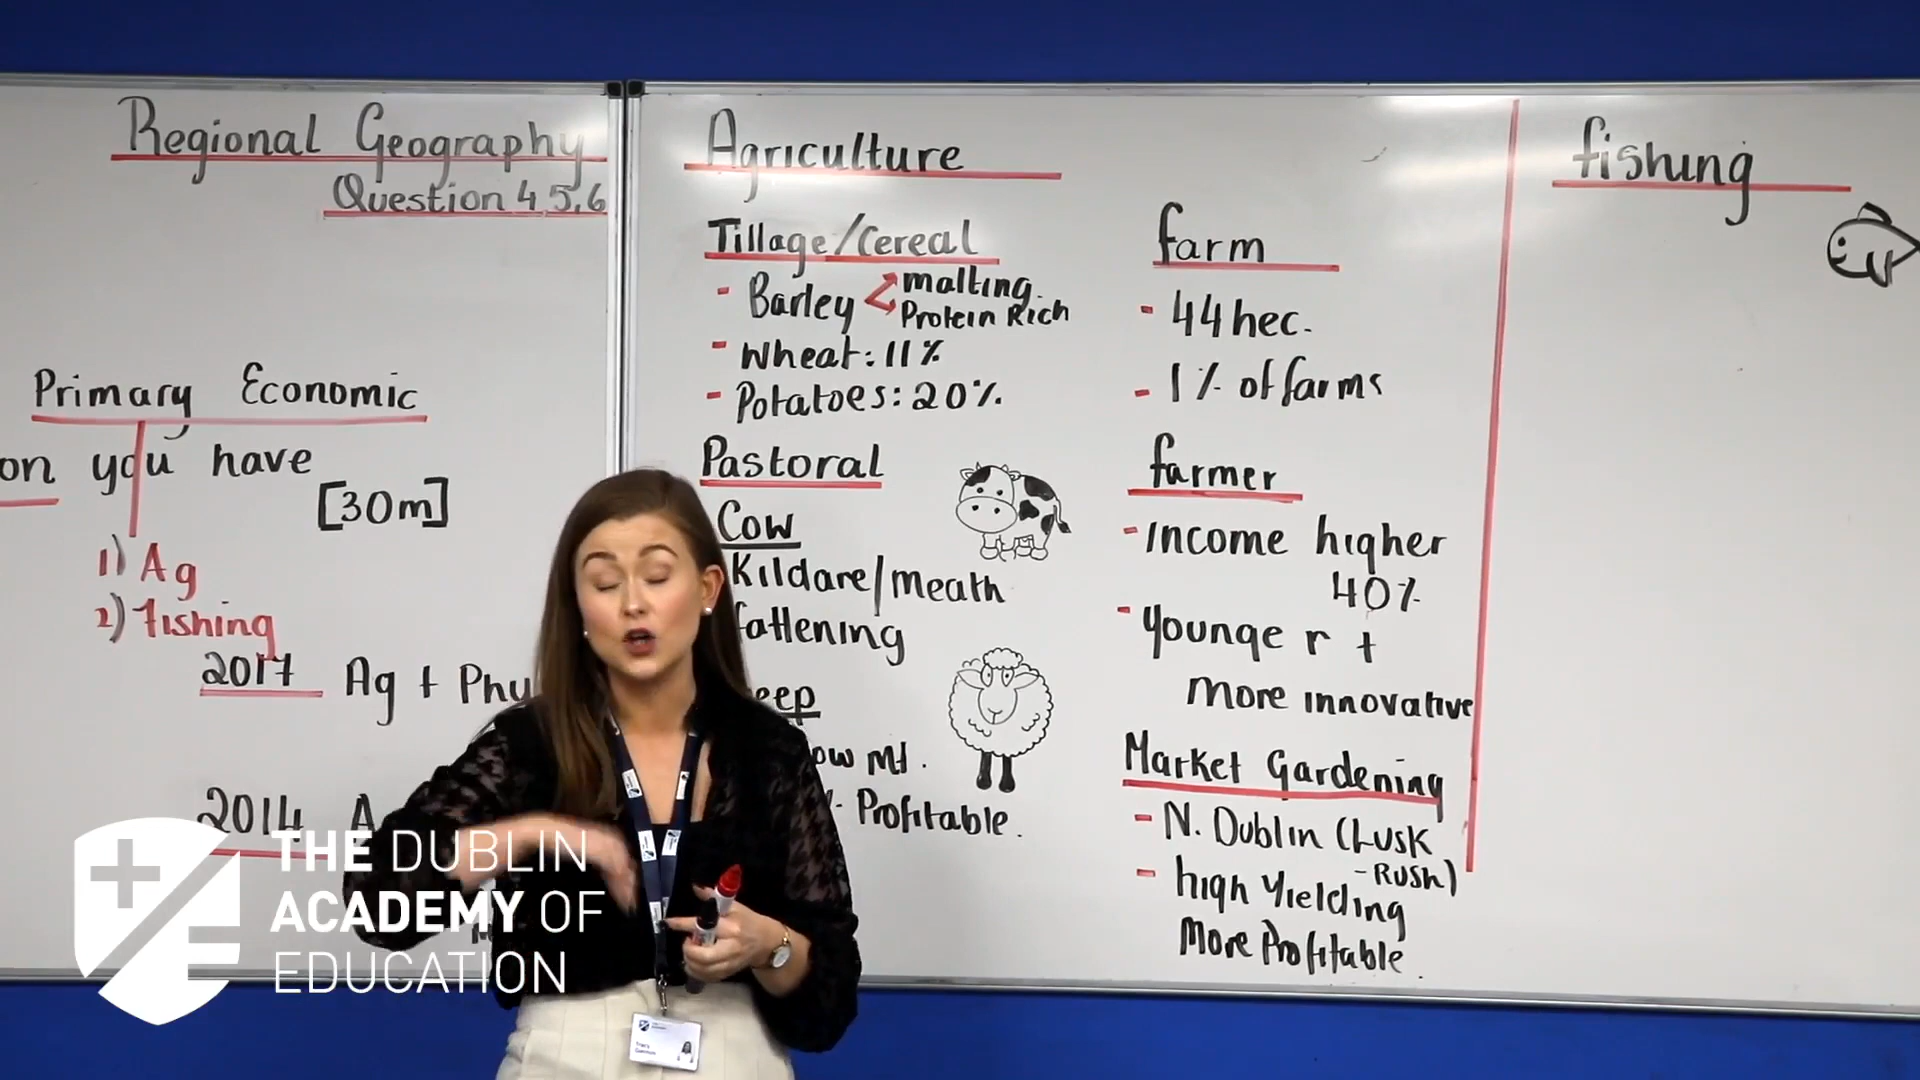 Regional Geography
Question 4 5,6
Primary Economic
on you have
[30m]
1) Ag
2) Fishing
2017 Ag + Phy
2014 A
Agriculture
Tillage/Cereal
- Barley malting
Protein Rich
- Wheat: 11%
- Potatoes: 20%
Pastoral
Cow
Kildare/Meath
fattening
eep
ow Mt.
Profitable.
farm
- 44 hec.
- 1% of farms
farmer
- Income higher
40%
- Younger +
more innovative
Market Gardening
- N. Dublin (Lusk
- Rush)
- high Yielding
More Profitable.
fishing
THE DUBLIN
ACADEMY OF
EDUCATION